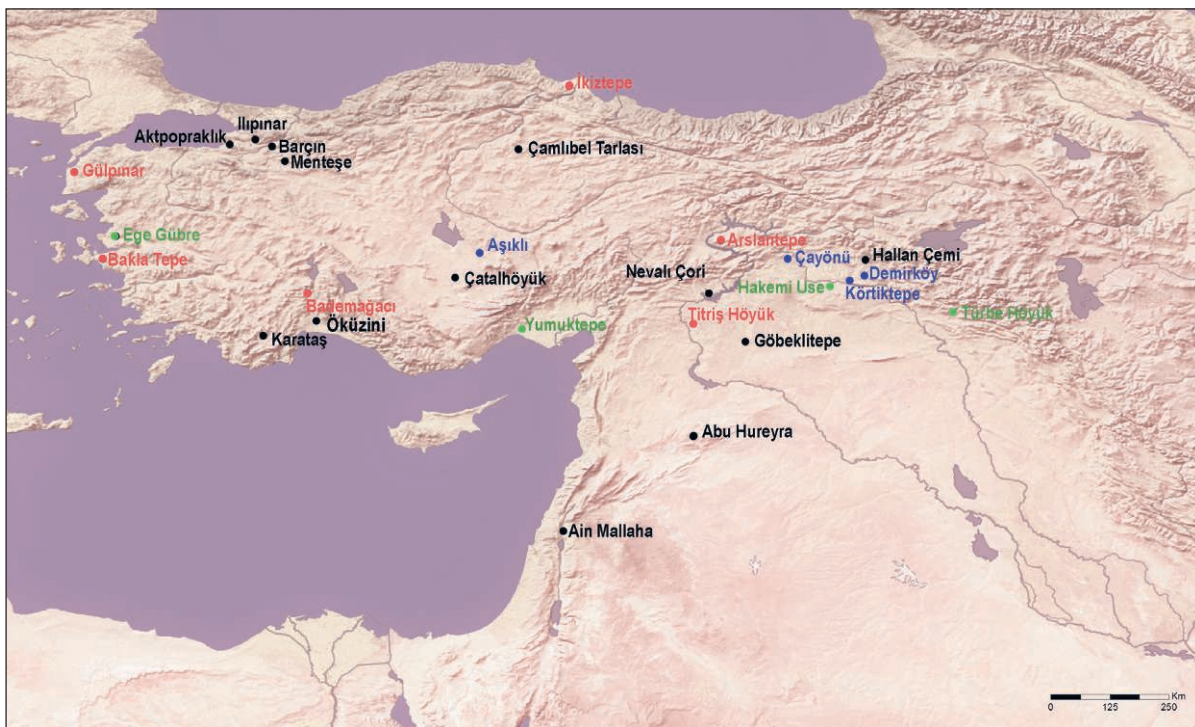 İkiztepe
Ilıpınar
Aktpopraklık
Barçın
Menteşe
Çamlıbel Tarlası
Gülpınar
Ege Gübre
Bakla Tepe
Aşıklı
Arslantepe
Çayönü
Hallan Çemi
Demirköy
Körtiktepe
Hakemi Use
Nevalı Çori
Çatalhöyük
Bademağacı
Öküzini
Karataş
Yumuktepe
Titriş Höyük
Türbe Höyük
Göbeklitepe
Abu Hureyra
Ain Mallaha
Km
0 125 250